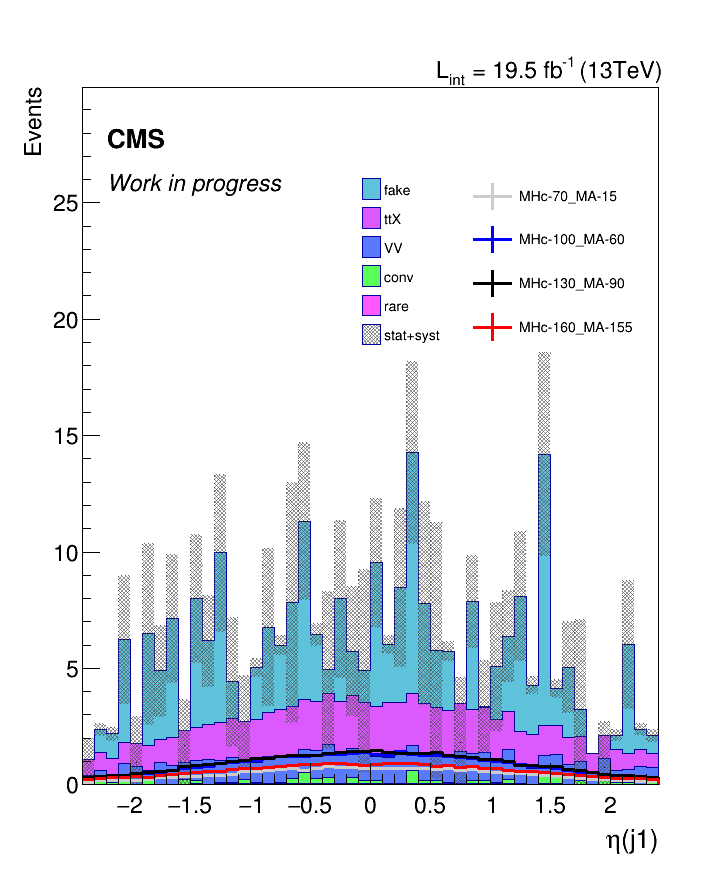 L_int = 19.5 fb^-1 (13TeV)
Events
CMS
Work in progress
fake
ttX
VV
conv
rare
stat+syst
MHc-70_MA-15
MHc-100_MA-60
MHc-130_MA-90
MHc-160_MA-155
25
20
15
10
5
0
−2 −1.5 −1 −0.5 0 0.5 1 1.5 2
η(j1)